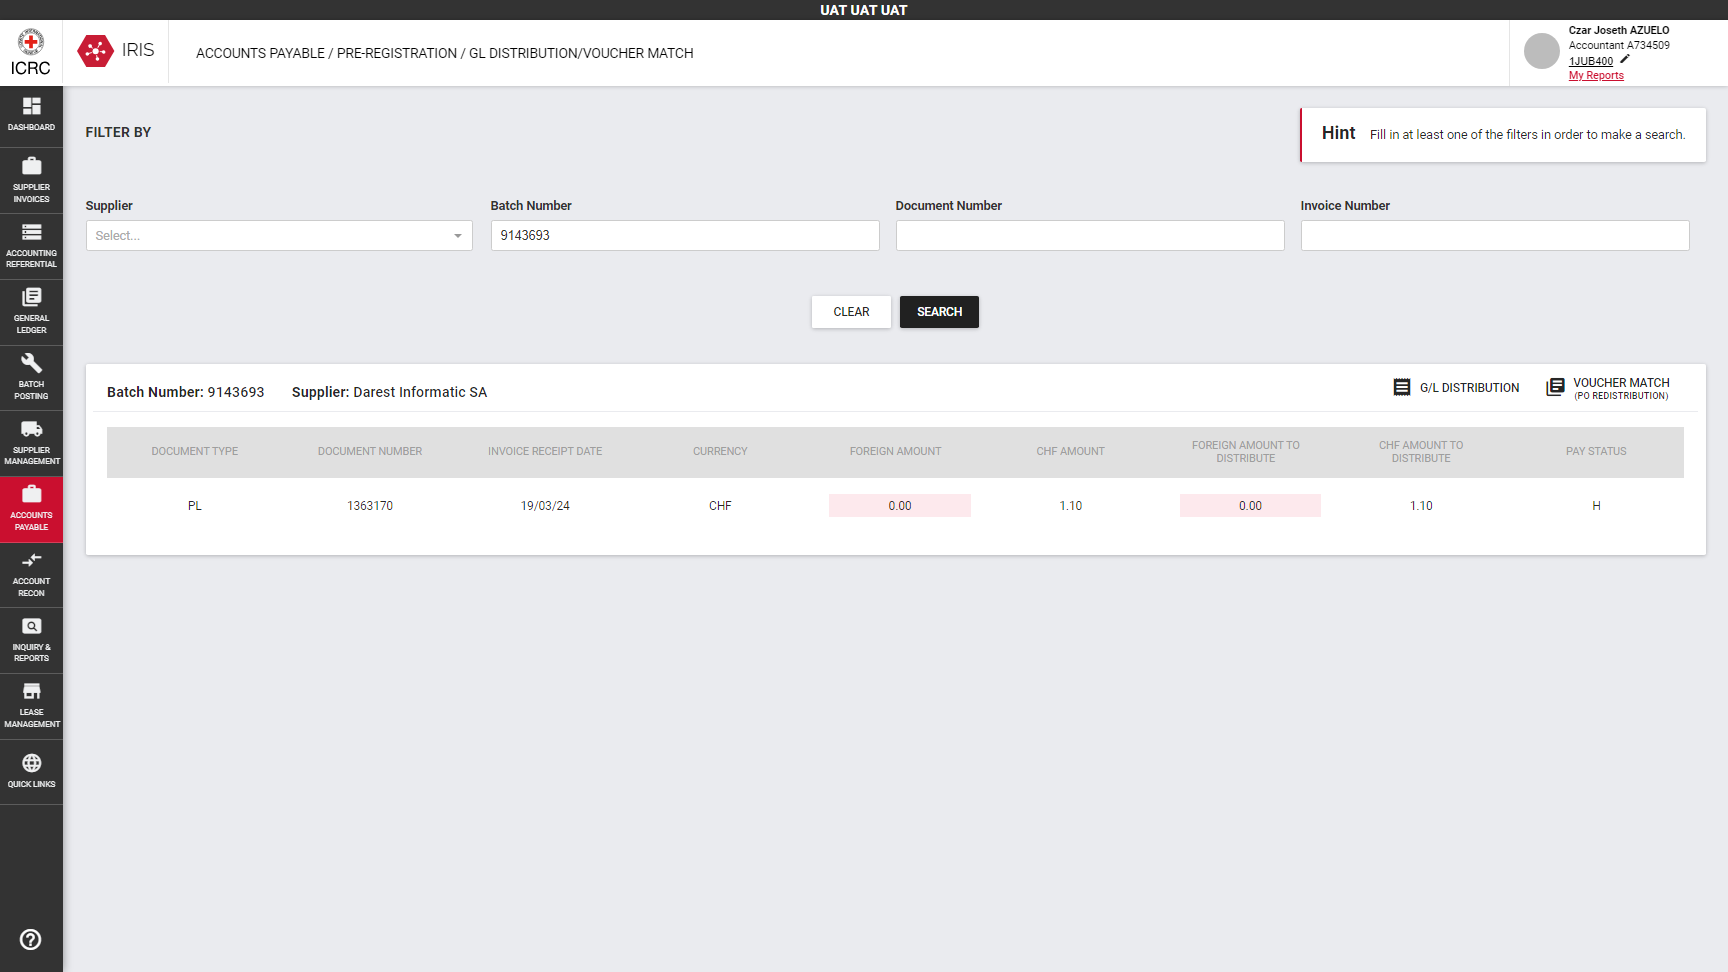 UAT UAT UAT
ICRC
IRIS
ACCOUNTS PAYABLE / PRE-REGISTRATION / GL DISTRIBUTION/VOUCHER MATCH
Czar Joseth AZUELO
Accountant A734509
1JUB400
My Reports
DASHBOARD
SUPPLIER
INVOICES
ACCOUNTING
REFERENTIAL
GENERAL
LEDGER
BATCH
POSTING
SUPPLIER
MANAGEMENT
ACCOUNTS
PAYABLE
ACCOUNT
RECON
INQUIRY &
REPORTS
LEASE
MANAGEMENT
QUICK LINKS
FILTER BY
Hint Fill in at least one of the filters in order to make a search.
Supplier Batch Number Document Number Invoice Number
Select... 9143693
CLEAR SEARCH
Batch Number: 9143693 Supplier: Darest Informatic SA
G/L DISTRIBUTION
VOUCHER MATCH
(PO REDISTRIBUTION)
DOCUMENT TYPE DOCUMENT NUMBER INVOICE RECEIPT DATE CURRENCY FOREIGN AMOUNT CHF AMOUNT FOREIGN AMOUNT TO DISTRIBUTE CHF AMOUNT TO DISTRIBUTE PAY STATUS
PL 1363170 19/03/24 CHF 0.00 1.10 0.00 1.10 H